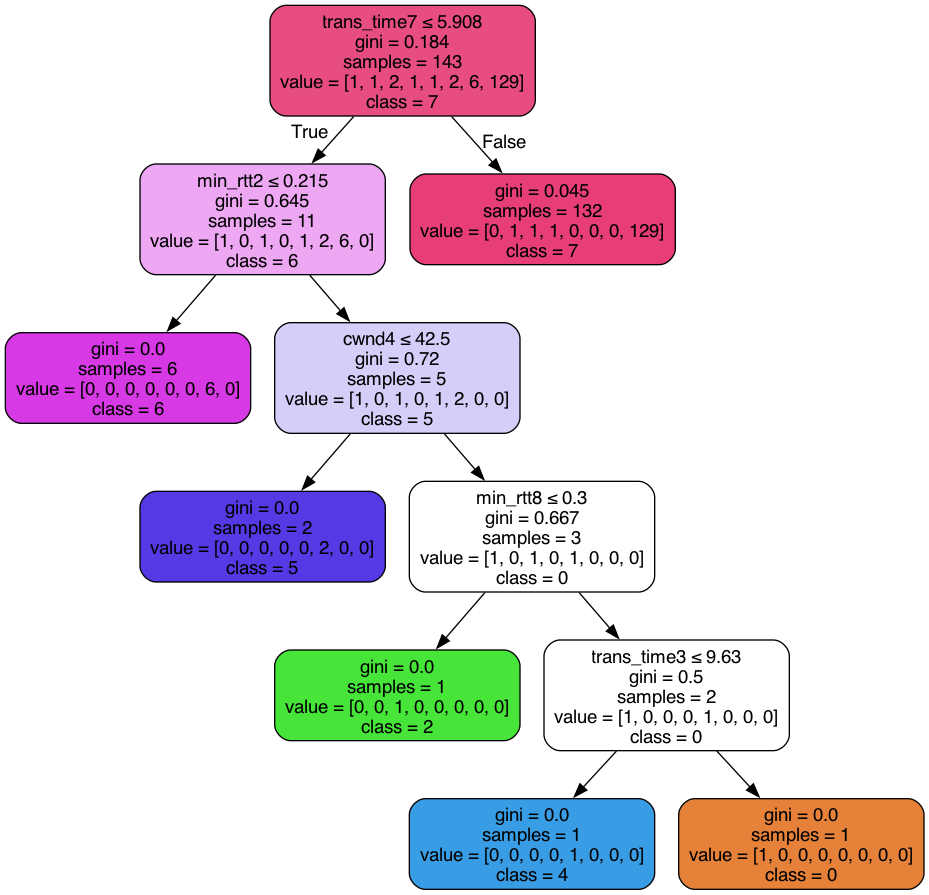 trans_time7 ≤ 5.908
gini = 0.184
samples = 143
value = [1, 1, 2, 1, 1, 2, 6, 129]
class = 7
True
False
min_rtt2 ≤ 0.215
gini = 0.645
samples = 11
value = [1, 0, 1, 0, 1, 2, 6, 0]
class = 6
gini = 0.045
samples = 132
value = [0, 1, 1, 1, 0, 0, 0, 129]
class = 7
gini = 0.0
samples = 6
value = [0, 0, 0, 0, 0, 0, 6, 0]
class = 6
cwnd4 ≤ 42.5
gini = 0.72
samples = 5
value = [1, 0, 1, 0, 1, 2, 0, 0]
class = 5
gini = 0.0
samples = 2
value = [0, 0, 0, 0, 0, 2, 0, 0]
class = 5
min_rtt8 ≤ 0.3
gini = 0.667
samples = 3
value = [1, 0, 1, 0, 1, 0, 0, 0]
class = 0
gini = 0.0
samples = 1
value = [0, 0, 1, 0, 0, 0, 0, 0]
class = 2
trans_time3 ≤ 9.63
gini = 0.5
samples = 2
value = [1, 0, 0, 0, 1, 0, 0, 0]
class = 0
gini = 0.0
samples = 1
value = [0, 0, 0, 0, 1, 0, 0, 0]
class = 4
gini = 0.0
samples = 1
value = [1, 0, 0, 0, 0, 0, 0, 0]
class = 0